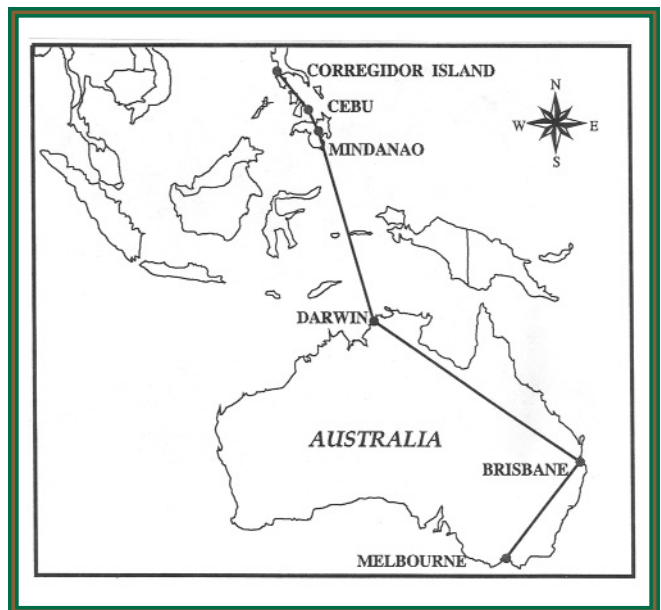 CORREGIDOR ISLAND
CEBU
MINDANAO
N
W E
S
DARWIN
AUSTRALIA
BRISBANE
MELBOURNE